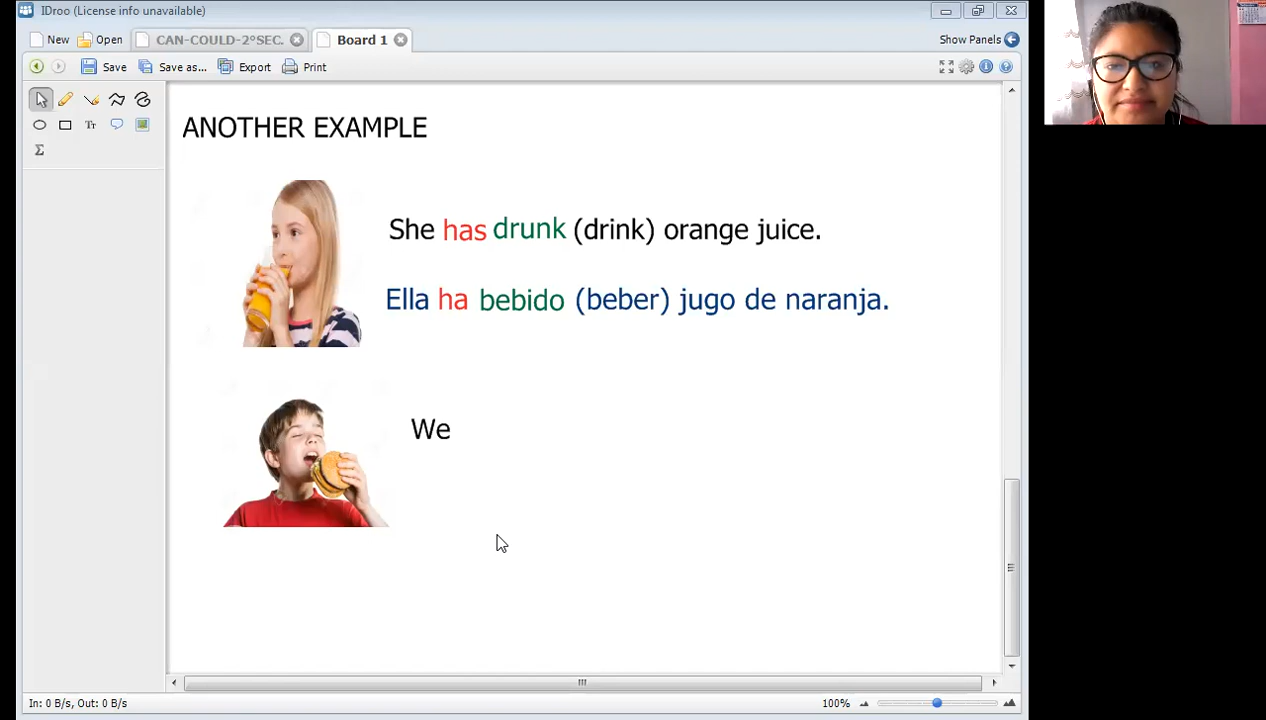 IDroo (License info unavailable)
New Open CAN-COULD-2°SEC. Board 1 Show Panels
Save Save as... Export Print
Tr
Σ
ANOTHER EXAMPLE
She has drunk (drink) orange juice.
Ella ha bebido (beber) jugo de naranja.
We
In: 0 B/s, Out: 0 B/s 100%